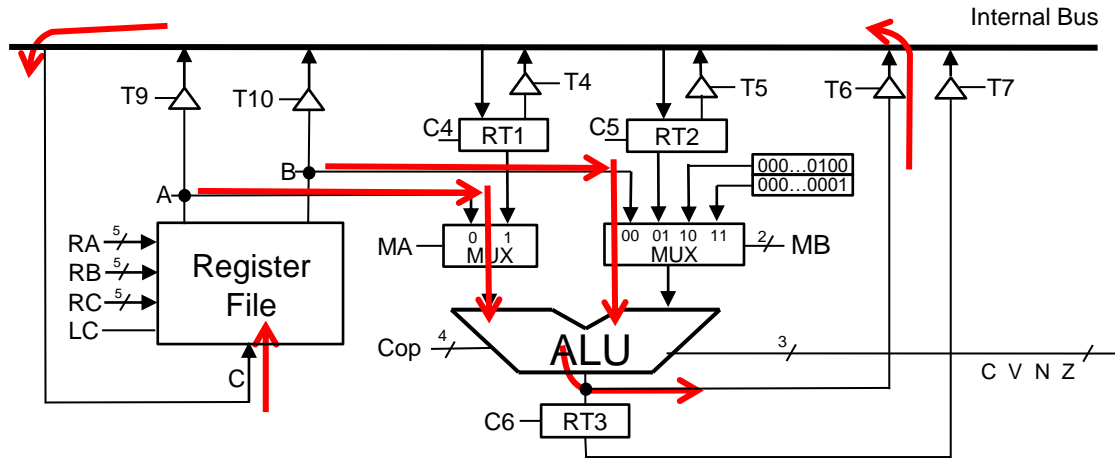 Internal Bus
T9
T10
T4
T5
T6
T7
C4
RT1
C5
RT2
000...0100
000...0001
B
A
RA
5
RB
5
RC
5
LC
Register
File
C
MA
0 1
MUX
00 01 10 11
MUX
2
MB
Cop
4
ALU
3
C V N Z
C6
RT3